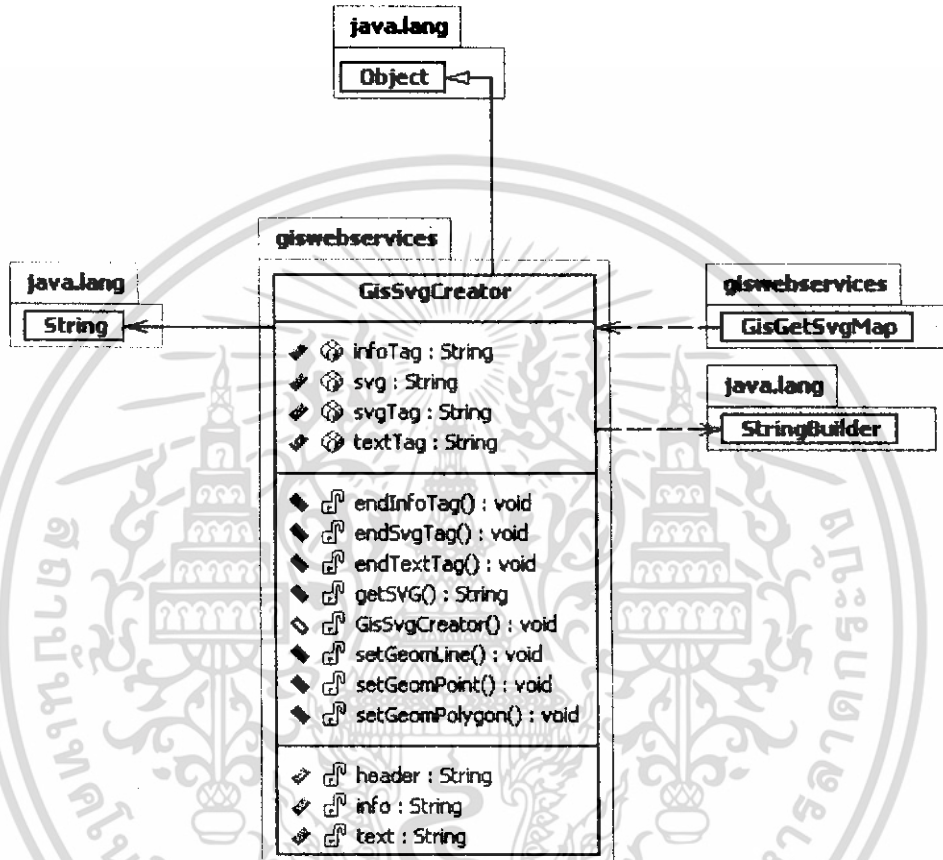 java.lang
Object
giswebservices
GisSvgCreator
infoTag : String
svg : String
svgTag : String
textTag : String
endInfoTag() : void
endSvgTag() : void
endTextTag() : void
getSVG() : String
GisSvgCreator() : void
setGeomLine() : void
setGeomPoint() : void
setGeomPolygon() : void
header : String
info : String
text : String
java.lang
String
giswebservices
GisGetSvgMap
java.lang
StringBuilder